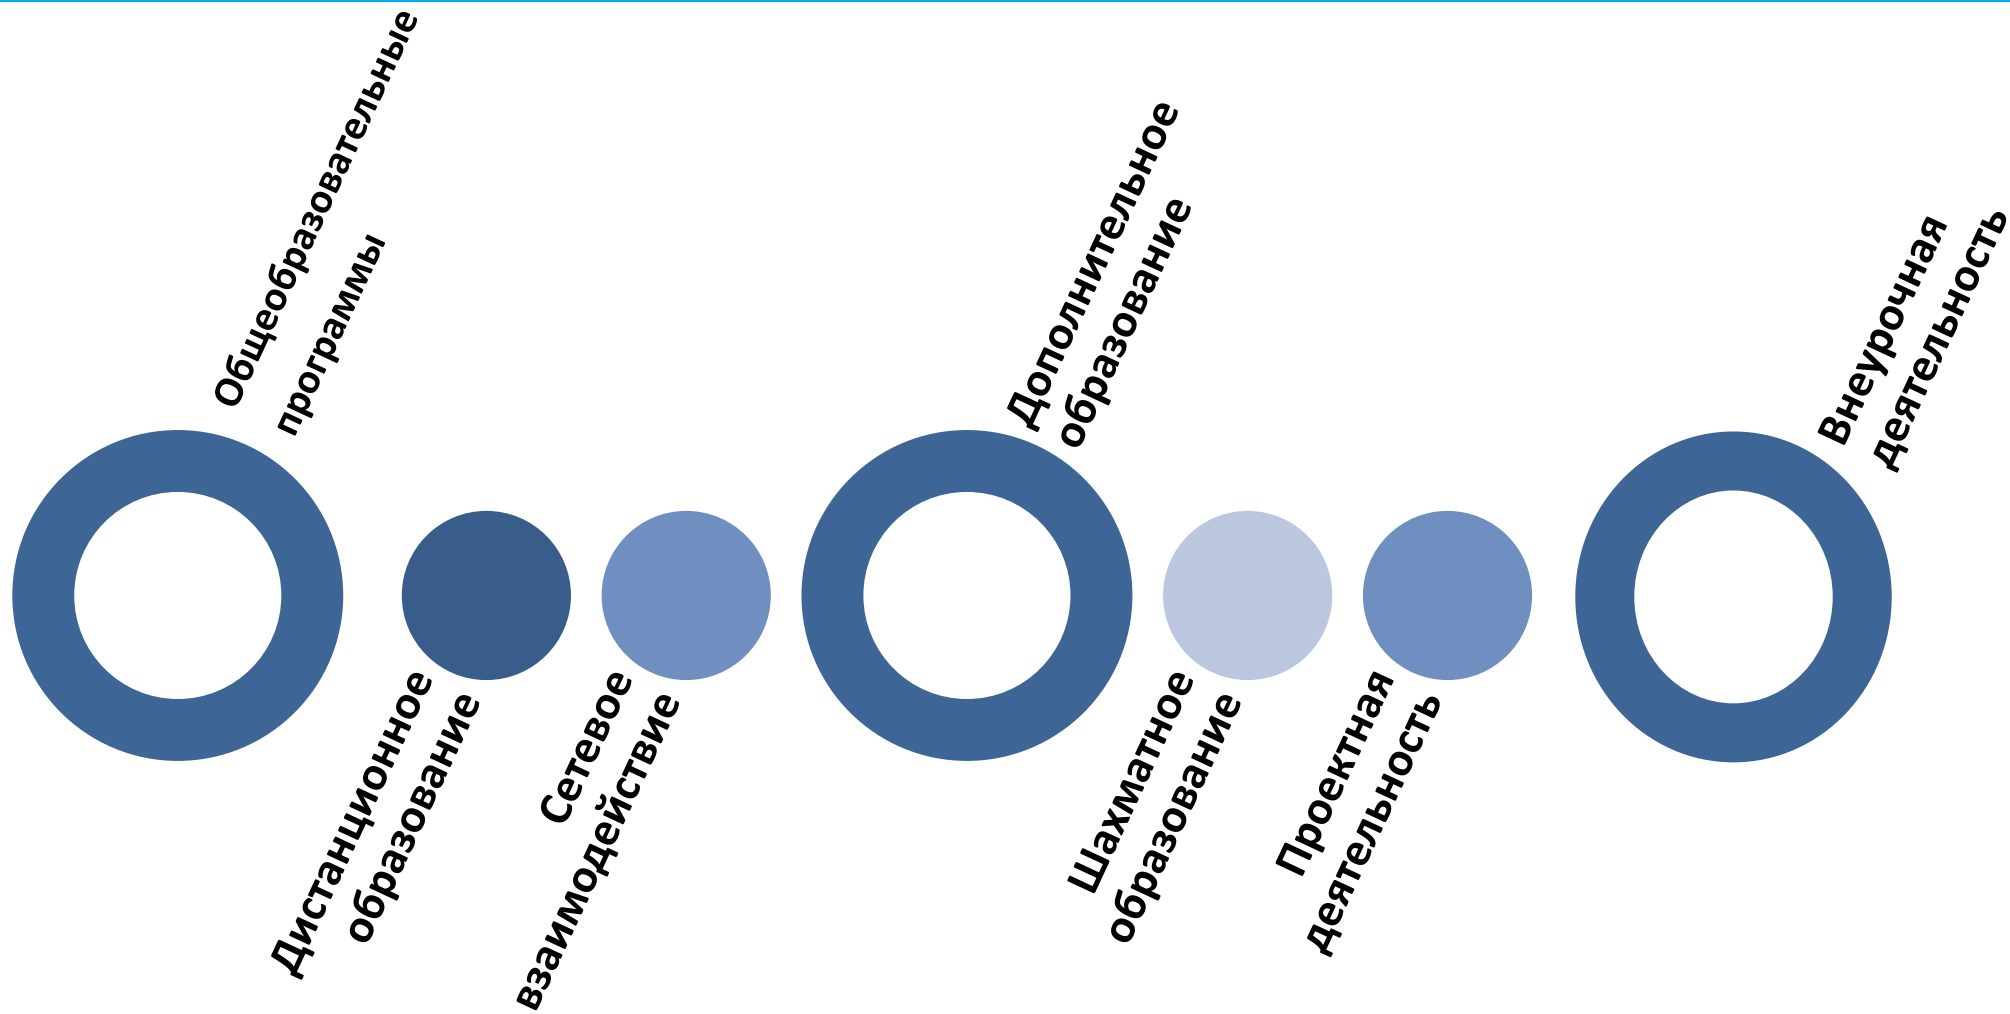 Общеобразовательные
программы
Дистанционное
образование
Сетевое
взаимодействие
Дополнительное
образование
Шахматное
образование
Проектная
деятельность
Внеурочная
деятельность